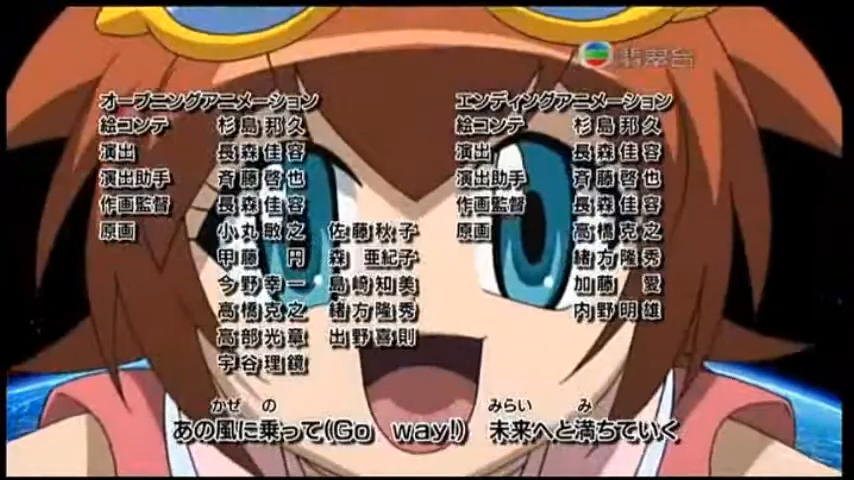 翡翠台
オープニングアニメーション
絵コンテ 杉島邦久
演出 長森佳容
演出助手 斉藤啓也
作画監督 長森佳容
原画 小丸敏之 佐藤秋子
甲藤 円 森 亜紀子
今野幸一 島崎知美
高橋克之 緒方隆秀
高部光章 出野喜則
宇谷理鏡
エンディングアニメーション
絵コンテ 杉島邦久
演出 長森佳容
演出助手 斉藤啓也
作画監督 長森佳容
原画 高橋克之
緒方隆秀
加藤 愛
内野明雄
かぜ の みらい み
あの風に乗って(Go way!) 未来へと満ちていく